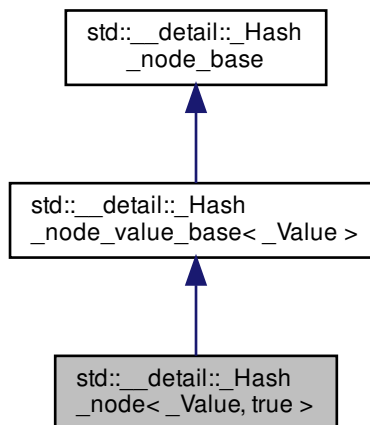 std::__detail::_Hash
_node_base
std::__detail::_Hash
_node_value_base< _Value >
std::__detail::_Hash
_node< _Value, true >